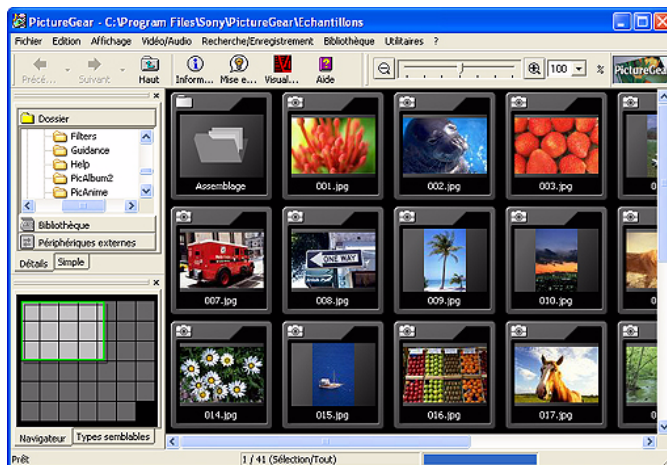 PictureGear - C:\Program Files\Sony\PictureGear\Echantillons
Fichier Edition Affichage Vidéo/Audio Recherche/Enregistrement Bibliothèque Utilitaires ?
Précé... Suivant Haut Inform... Mise e... Visual... Aide 100 % PictureGear
Dossier
Filters
Guidance
Help
PicAlbum2
PicAnime
Bibliothèque
Périphériques externes
Détails Simple
Navigateur Types semblables
Assemblage 001.jpg 002.jpg 003.jpg
ONE WAY
007.jpg 008.jpg 009.jpg 010.jpg
014.jpg 015.jpg 016.jpg 017.jpg
Prêt 1 / 41 (Sélection/Tout)